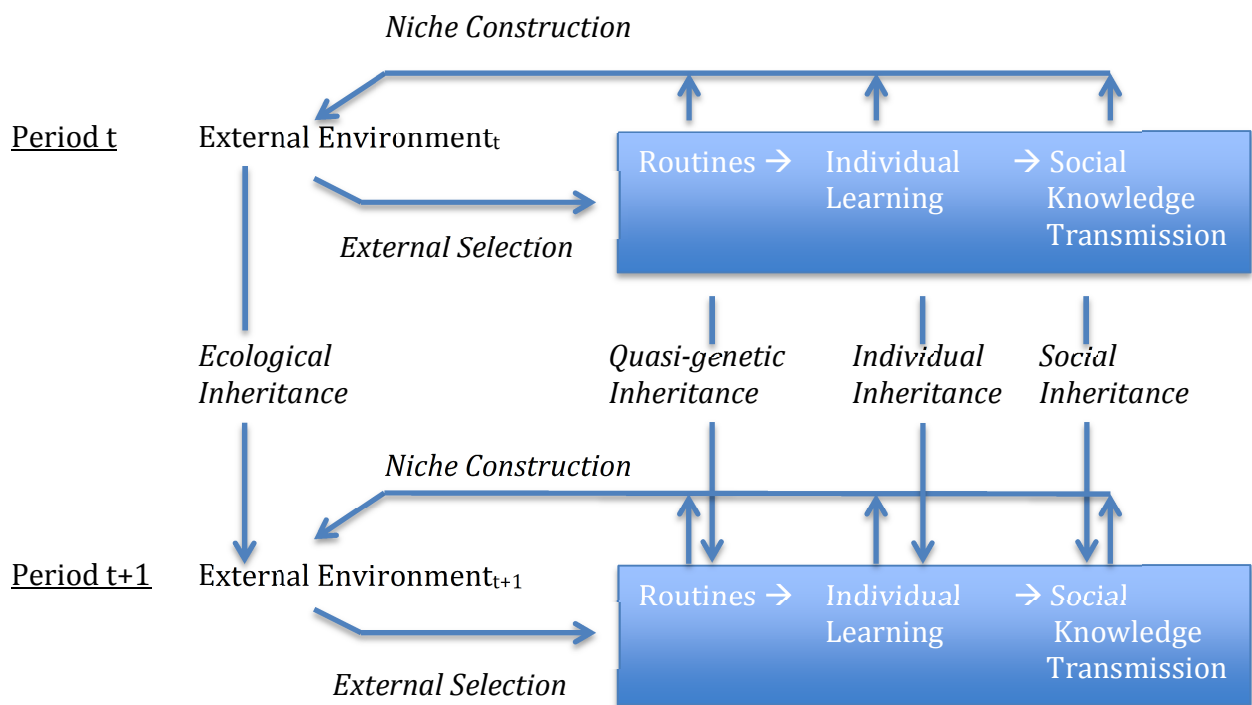 Niche Construction
Period t
External Environmentt
Routines → Individual → Social
Learning Knowledge
Transmission
External Selection
Ecological Quasi-genetic Individual Social
Inheritance Inheritance Inheritance Inheritance
Niche Construction
Period t+1
External Environmentt+1
Routines → Individual → Social
Learning Knowledge
Transmission
External Selection